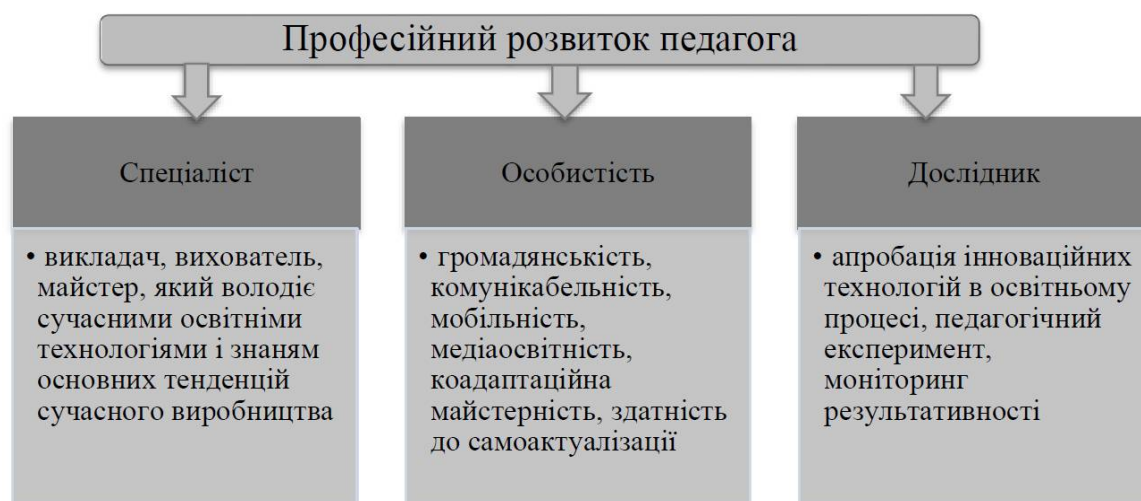 Професійний розвиток педагога
Спеціаліст
• викладач, вихователь,
майстер, який володіє
сучасними освітніми
технологіями і знаням
основних тенденцій
сучасного виробництва
Особистість
• громадянськість,
комунікабельність,
мобільність,
медіаосвітність,
коадаптаційна
майстерність, здатність
до самоактуалізації
Дослідник
• апробація інноваційних
технологій в освітньому
процесі, педагогічний
експеримент,
моніторинг
результативності